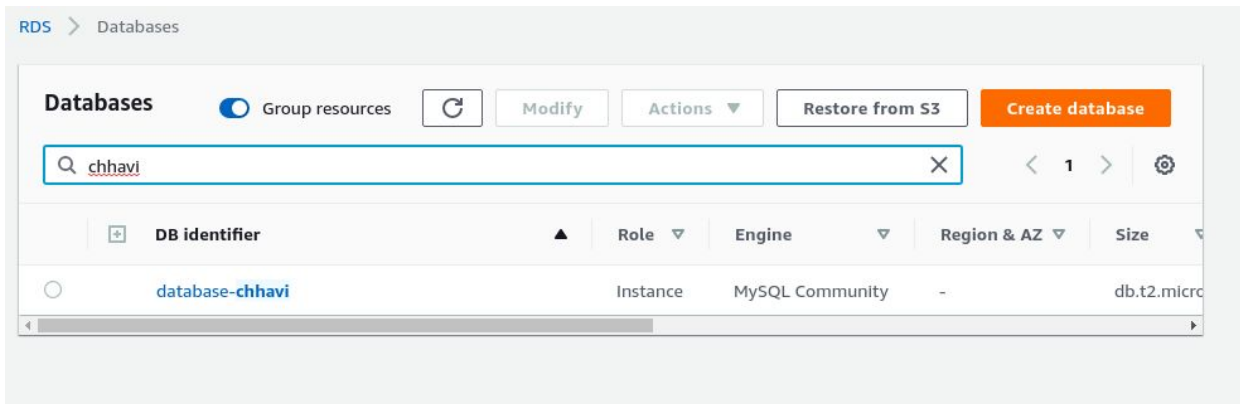 RDS > Databases
Databases Group resources Modify Actions Restore from S3 Create database
chhavi 1
DB identifier Role Engine Region & AZ Size
database-chhavi Instance MySQL Community - db.t2.micro